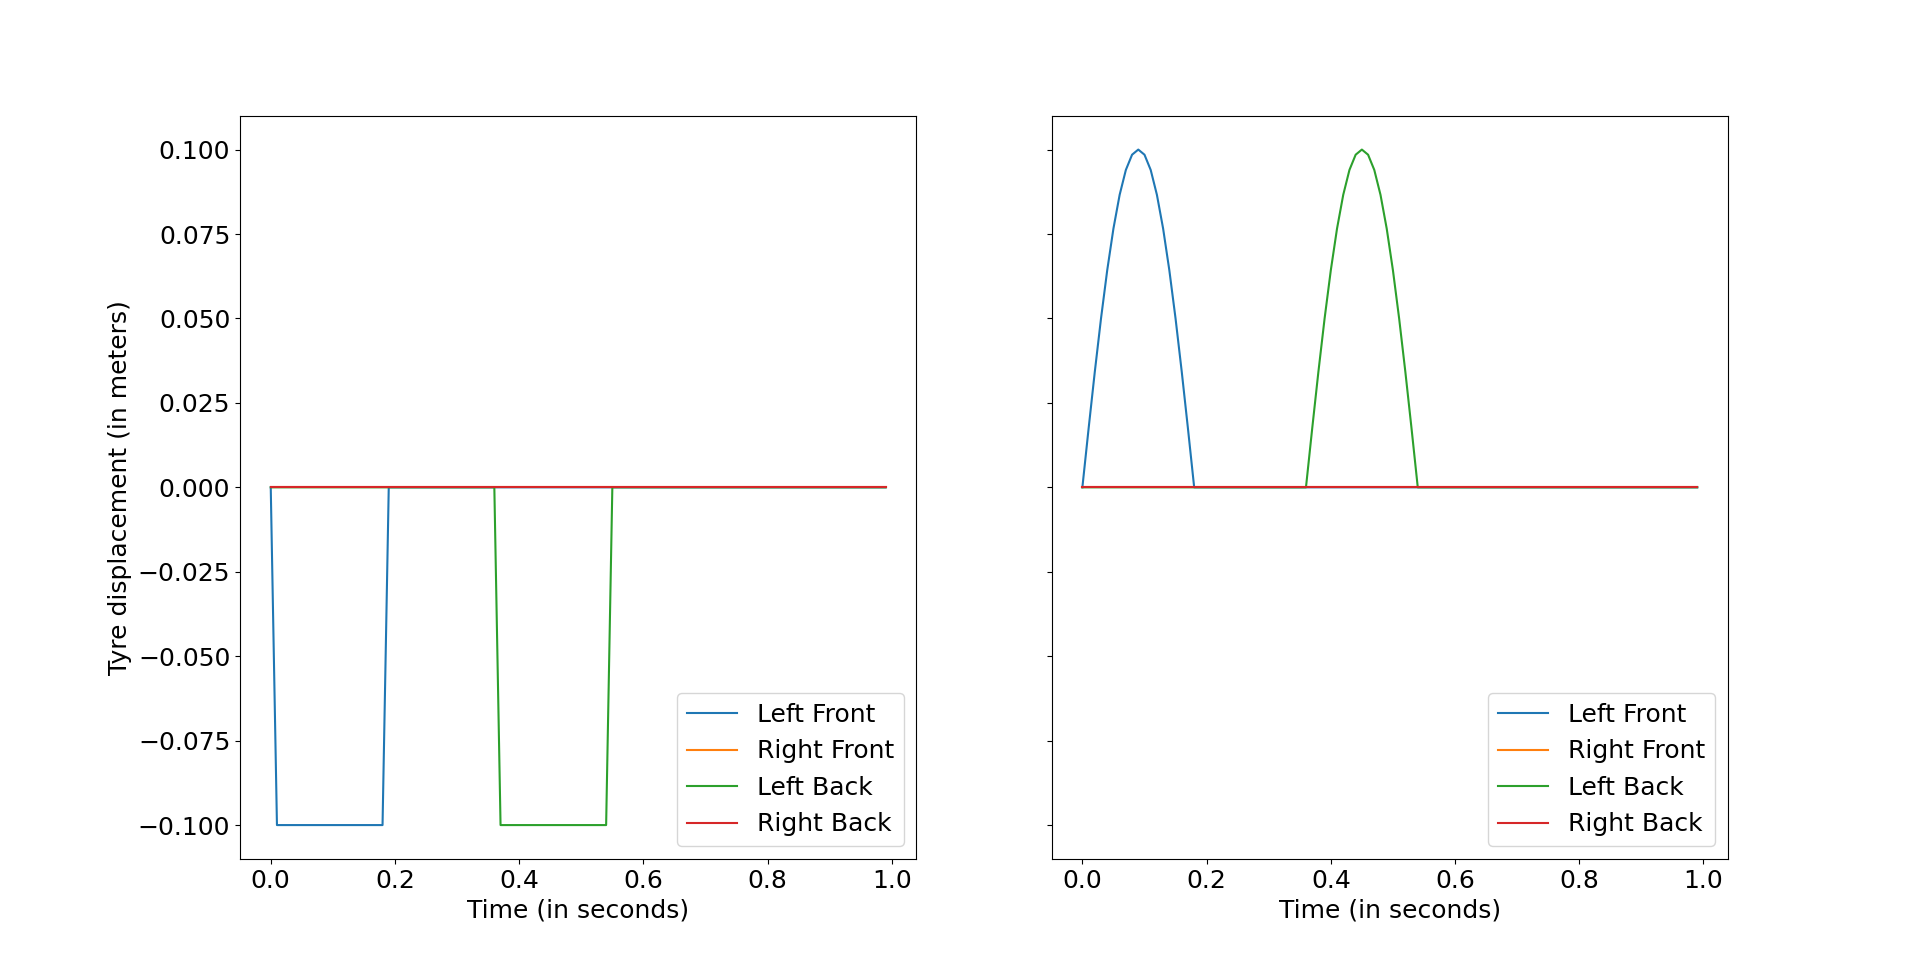 Tyre displacement (in meters)
0.100
0.075
0.050
0.025
0.000
−0.025
−0.050
−0.075
−0.100
0.0 0.2 0.4 0.6 0.8 1.0
Time (in seconds)
Left Front
Right Front
Left Back
Right Back
0.0 0.2 0.4 0.6 0.8 1.0
Time (in seconds)
Left Front
Right Front
Left Back
Right Back